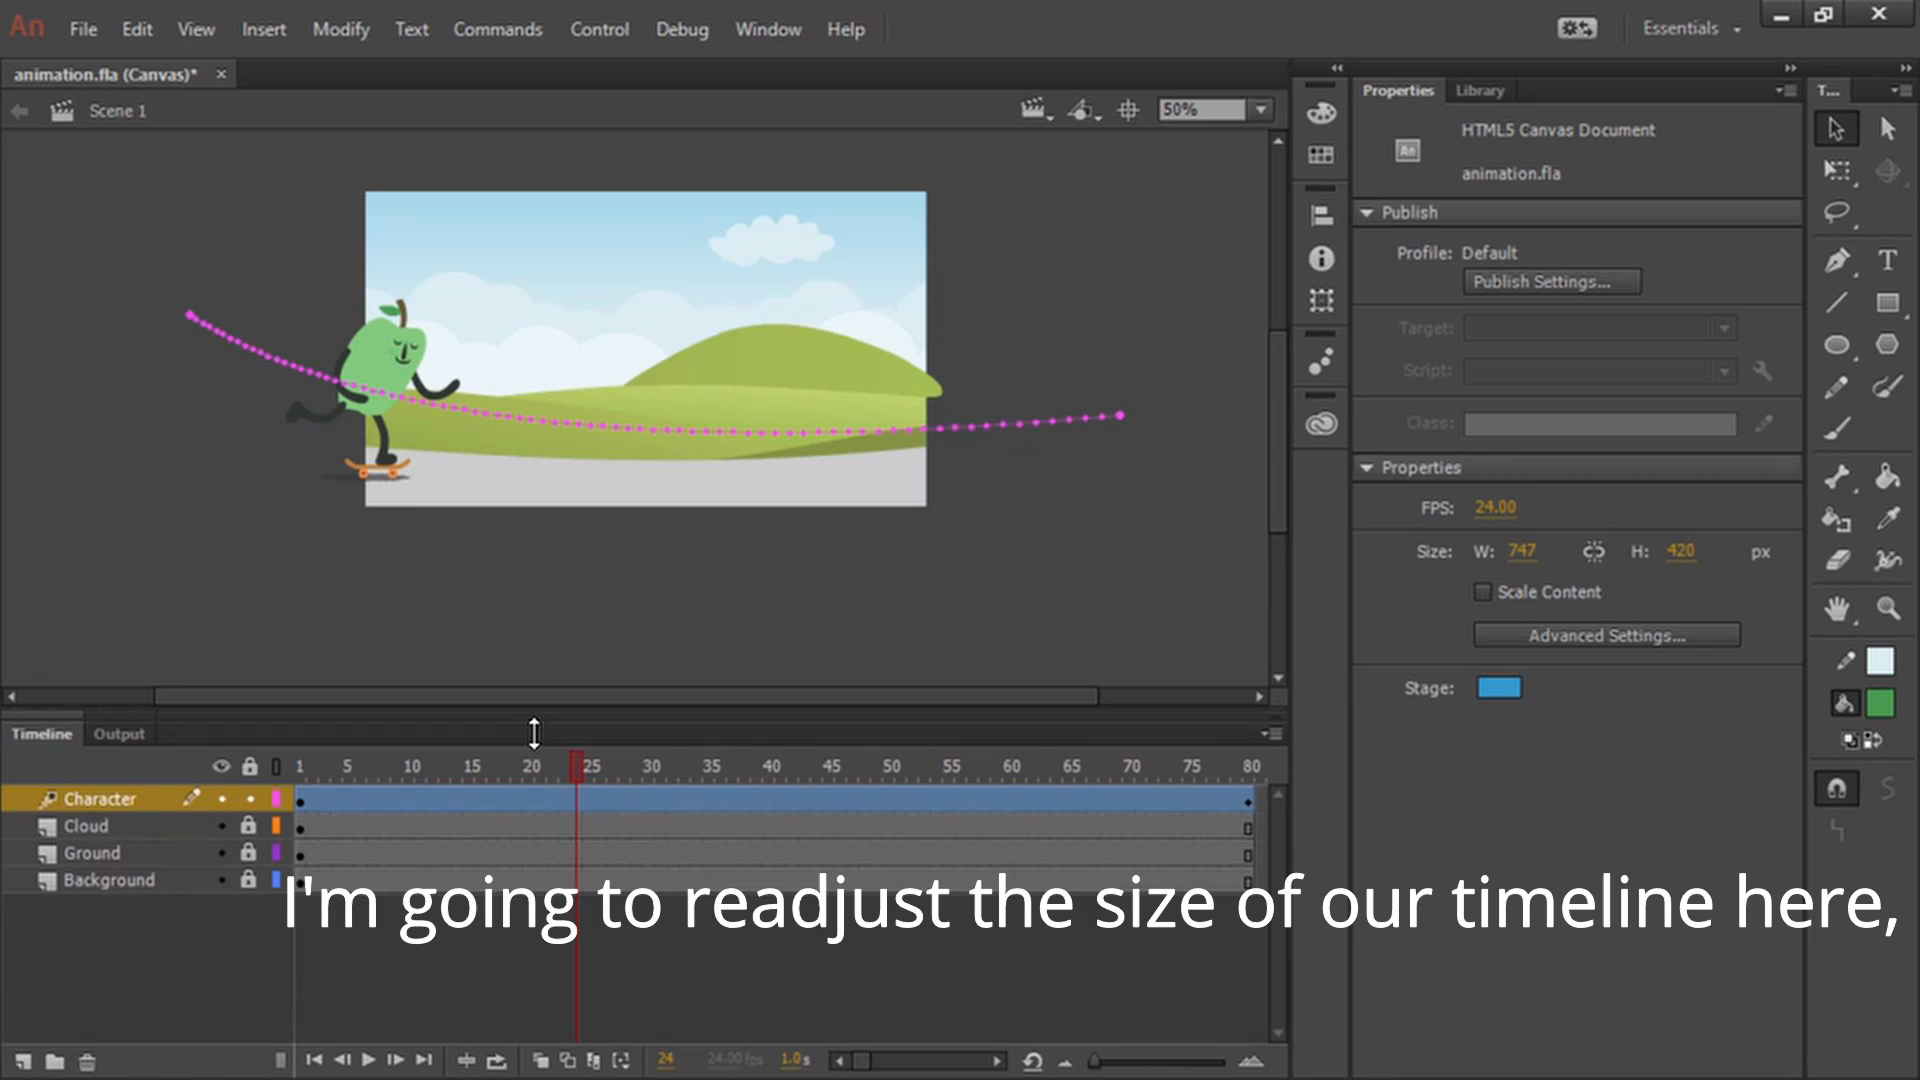 An File Edit View Insert Modify Text Commands Control Debug Window Help Essentials
animation.fla (Canvas)*
Scene 1 50%
Properties Library T...
HTML5 Canvas Document
An
animation.fla
Publish
Profile: Default
Publish Settings...
Target:
Script:
Class:
Properties
FPS: 24.00
Size: W: 747 H: 420 px
Scale Content
Advanced Settings...
Stage:
Timeline Output
1 5 10 15 20 25 30 35 40 45 50 55 60 65 70 75 80
Character
Cloud
Ground
Background
I'm going to readjust the size of our timeline here,
24 24.00 fps 1.0 s